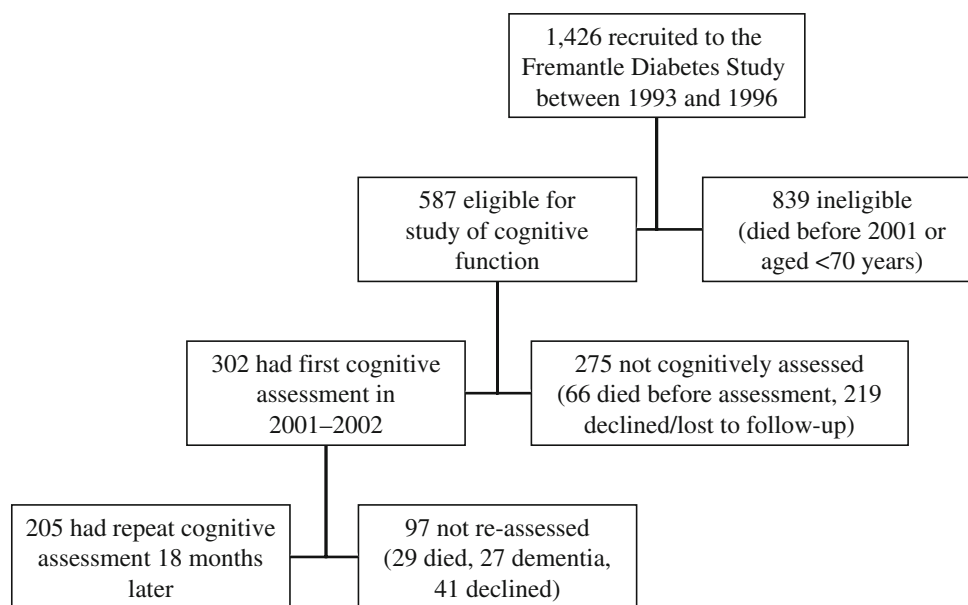 1,426 recruited to the
Fremantle Diabetes Study
between 1993 and 1996
587 eligible for
study of cognitive
function
839 ineligible
(died before 2001 or
aged <70 years)
302 had first cognitive
assessment in
2001–2002
275 not cognitively assessed
(66 died before assessment, 219
declined/lost to follow-up)
205 had repeat cognitive
assessment 18 months
later
97 not re-assessed
(29 died, 27 dementia,
41 declined)